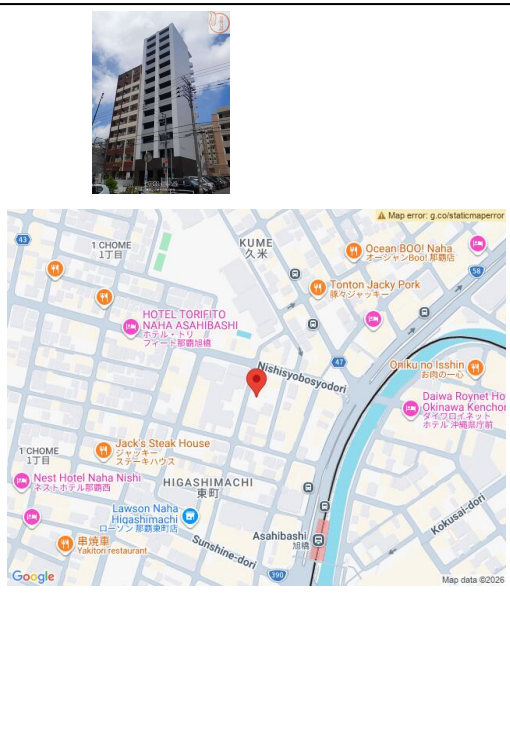 Map error: g.co/staticmaperror
43
1 CHOME
1丁目
KUME
久米
Ocean BOO! Naha
オーシャンBoo! 那覇店
58
Tonton Jacky Pork
豚々ジャッキー
HOTEL TORIFITO
NAHA ASAHIBASHI
ホテル・トリ
フィート那覇旭橋
47
Nishisyobosyodori
Oniku no Isshin
お肉の一心
Daiwa Roynet Ho
Okinawa Kenchor
ダイワロイネット
ホテル 沖縄県庁前
Jack's Steak House
ジャッキー
ステーキハウス
1 CHOME
1丁目
Nest Hotel Naha Nishi
ネストホテル那覇西
HIGASHIMACHI
東町
Lawson Naha
Higashimachi
ローソン 那覇東町店
Kokusai-dori
Asahibashi
旭橋
串焼車
Yakitori restaurant
Sunshine-dori
390
Google
Map data ©2026